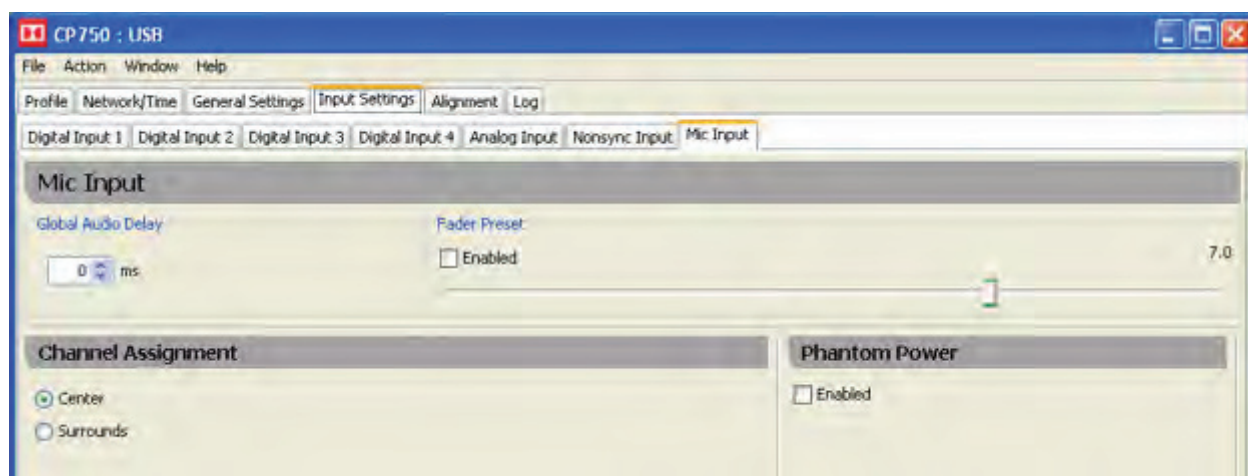 CP750 : USB
File Action Window Help
Profile Network/Time General Settings Input Settings Alignment Log
Digital Input 1 Digital Input 2 Digital Input 3 Digital Input 4 Analog Input Nonsync Input Mic Input
Mic Input
Global Audio Delay Fader Preset
Enabled 7.0
0 ms
Channel Assignment Phantom Power
Center Enabled
Surrounds